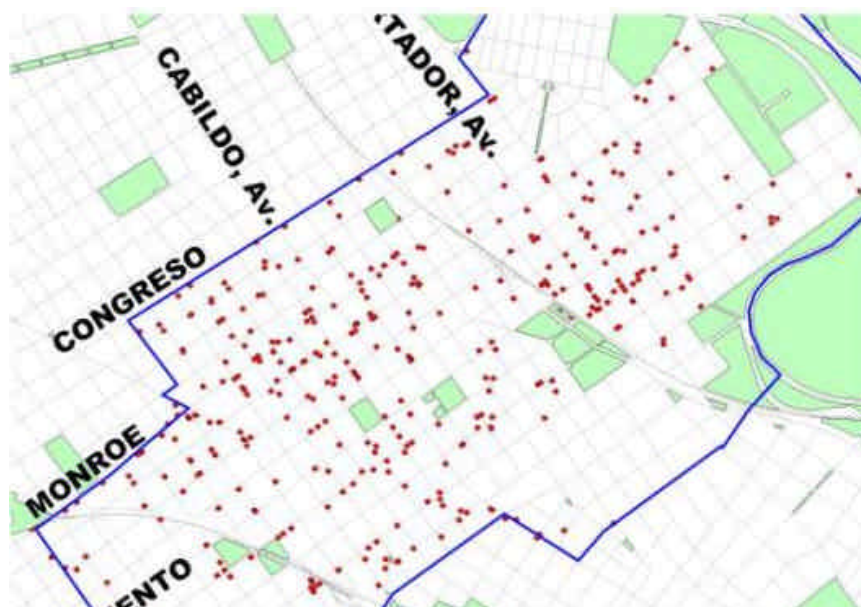 CABILDO, Av.
TADOR, Av.
CONGRESO
MONROE
ENTO